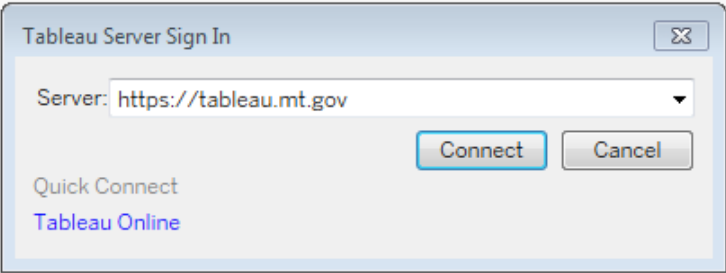 Tableau Server Sign In
Server: https://tableau.mt.gov
Connect Cancel
Quick Connect
Tableau Online